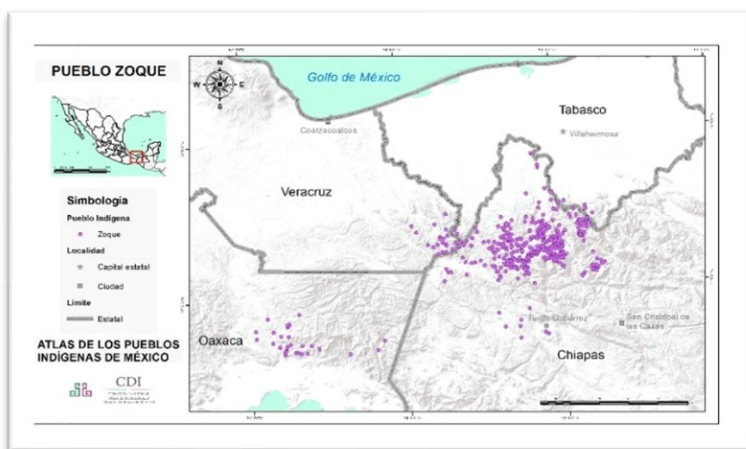 PUEBLO ZOQUE
Simbología
Pueblo Indígena
Zoque
Localidad
Capital estatal
Ciudad
Límite
Estatal
ATLAS DE LOS PUEBLOS
INDÍGENAS DE MÉXICO
CDI
N
W
E
S
Golfo de México
Coatzacoalcos
Tabasco
Villahermosa
Veracruz
Oaxaca
Tuxtla Gutiérrez
San Cristóbal de
las Casas
Chiapas